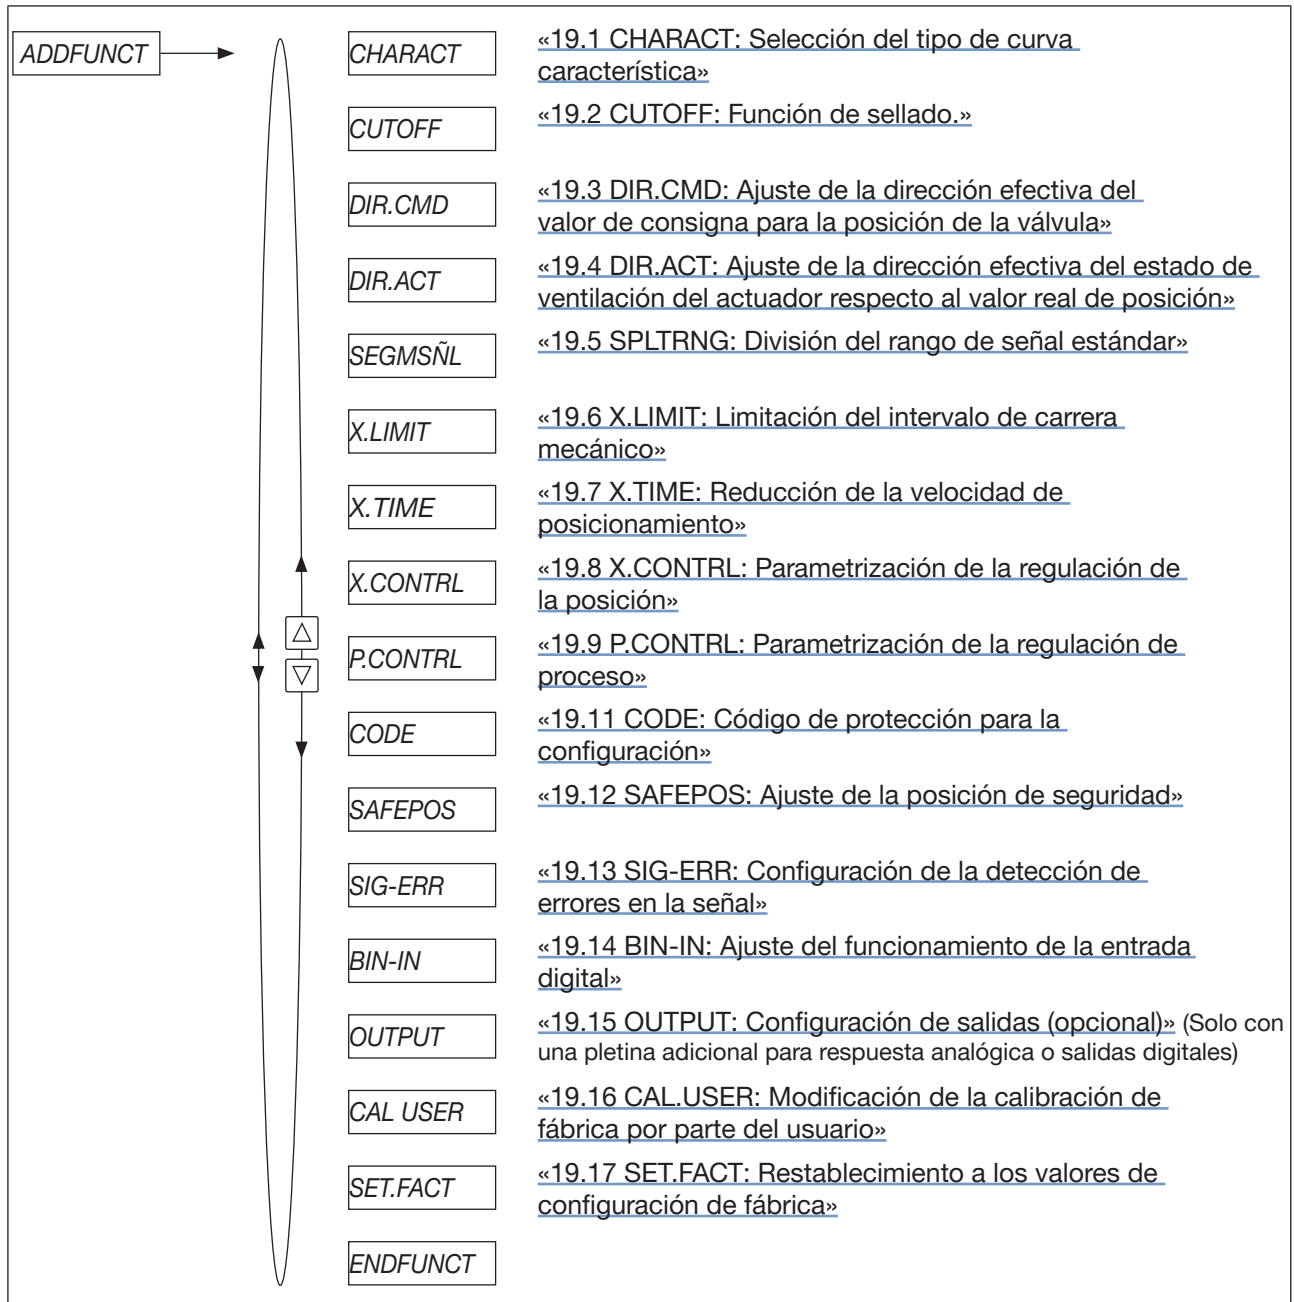 ADDFUNCT
CHARACT
«19.1 CHARACT: Selección del tipo de curva
característica»
CUTOFF
«19.2 CUTOFF: Función de sellado.»
DIR.CMD
«19.3 DIR.CMD: Ajuste de la dirección efectiva del
valor de consigna para la posición de la válvula»
DIR.ACT
«19.4 DIR.ACT: Ajuste de la dirección efectiva del estado de
ventilación del actuador respecto al valor real de posición»
SEGMSÑL
«19.5 SPLTRNG: División del rango de señal estándar»
X.LIMIT
«19.6 X.LIMIT: Limitación del intervalo de carrera
mecánico»
X.TIME
«19.7 X.TIME: Reducción de la velocidad de
posicionamiento»
X.CONTRL
«19.8 X.CONTRL: Parametrización de la regulación de
la posición»
P.CONTRL
«19.9 P.CONTRL: Parametrización de la regulación de
proceso»
CODE
«19.11 CODE: Código de protección para la
configuración»
SAFEPOS
«19.12 SAFEPOS: Ajuste de la posición de seguridad»
SIG-ERR
«19.13 SIG-ERR: Configuración de la detección de
errores en la señal»
BIN-IN
«19.14 BIN-IN: Ajuste del funcionamiento de la entrada
digital»
OUTPUT
«19.15 OUTPUT: Configuración de salidas (opcional)» (Solo con
una pletina adicional para respuesta analógica o salidas digitales)
CAL USER
«19.16 CAL.USER: Modificación de la calibración de
fábrica por parte del usuario»
SET.FACT
«19.17 SET.FACT: Restablecimiento a los valores de
configuración de fábrica»
ENDFUNCT